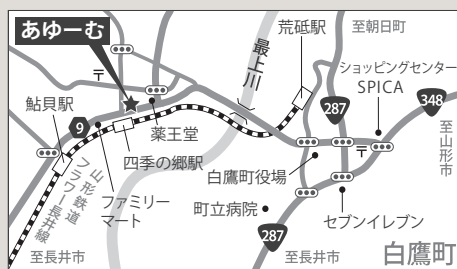 あゆーむ
荒砥駅
至朝日町
最上川
ショッピングセンター
SPICA
348
287
鮎貝駅
9
薬王堂
四季の郷駅
至山形市
白鷹町役場
山形鉄道
フラワー長井線
ファミリー
マート
町立病院
セブンイレブン
287
至長井市
至長井市
白鷹町